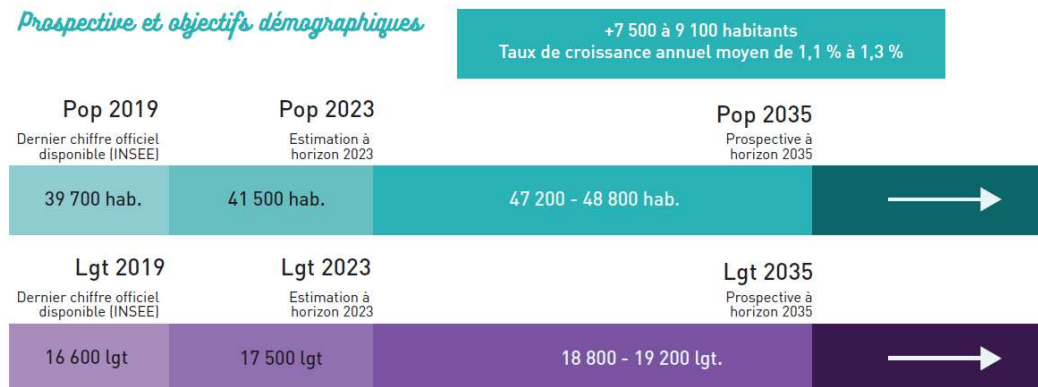 Prospective et objectifs démographiques
+7 500 à 9 100 habitants
Taux de croissance annuel moyen de 1,1 % à 1,3 %
Pop 2019
Dernier chiffre officiel
disponible (INSEE)
Pop 2023
Estimation à
horizon 2023
Pop 2035
Prospective à
horizon 2035
39 700 hab.
41 500 hab.
47 200 - 48 800 hab.
Lgt 2019
Dernier chiffre officiel
disponible (INSEE)
Lgt 2023
Estimation à
horizon 2023
Lgt 2035
Prospective à
horizon 2035
16 600 lgt
17 500 lgt
18 800 - 19 200 lgt.